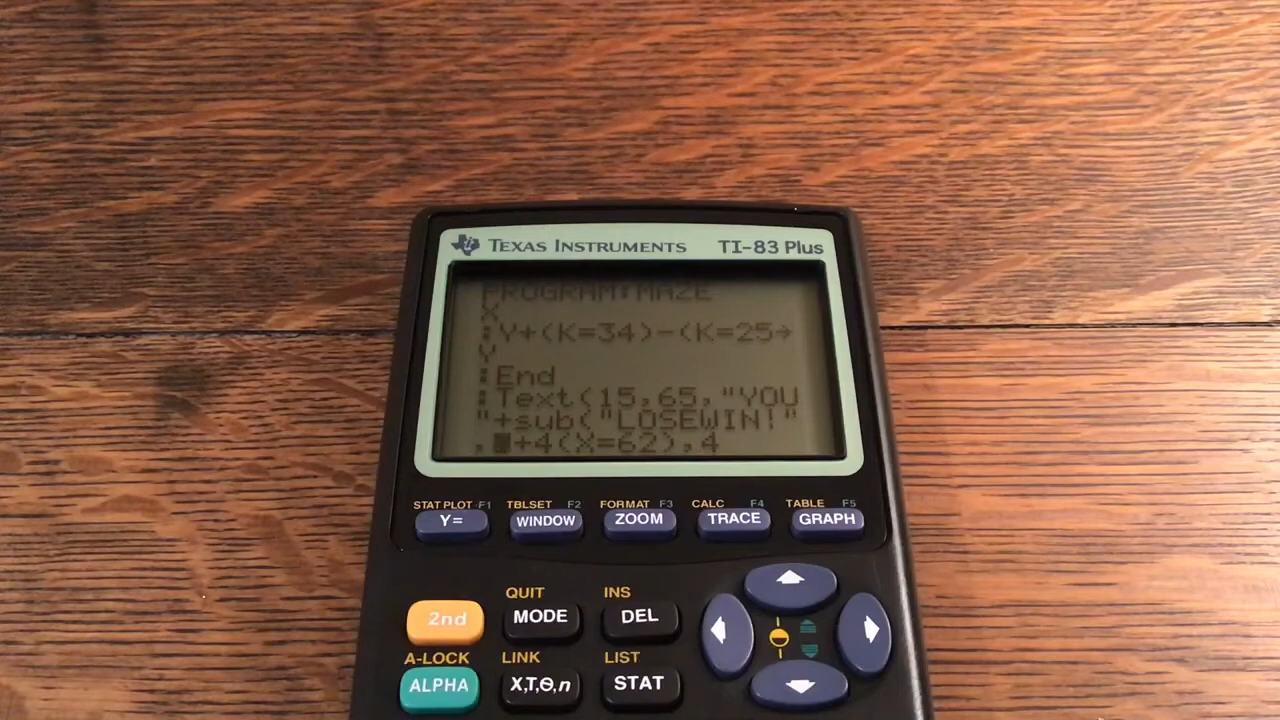 TEXAS INSTRUMENTS TI-83 Plus
PROGRAM:MAZE
X
:Y+(K=34)-(K=25→
Y
:End
:Text(15,65,"YOU
"+sub("LOSEWIN!"
,+4(X=62),4
STAT PLOT F1 TBLSET F2 FORMAT F3 CALC F4 TABLE F5
Y= WINDOW ZOOM TRACE GRAPH
QUIT INS
2nd MODE DEL
A-LOCK LINK LIST
ALPHA X,T,Θ,n STAT